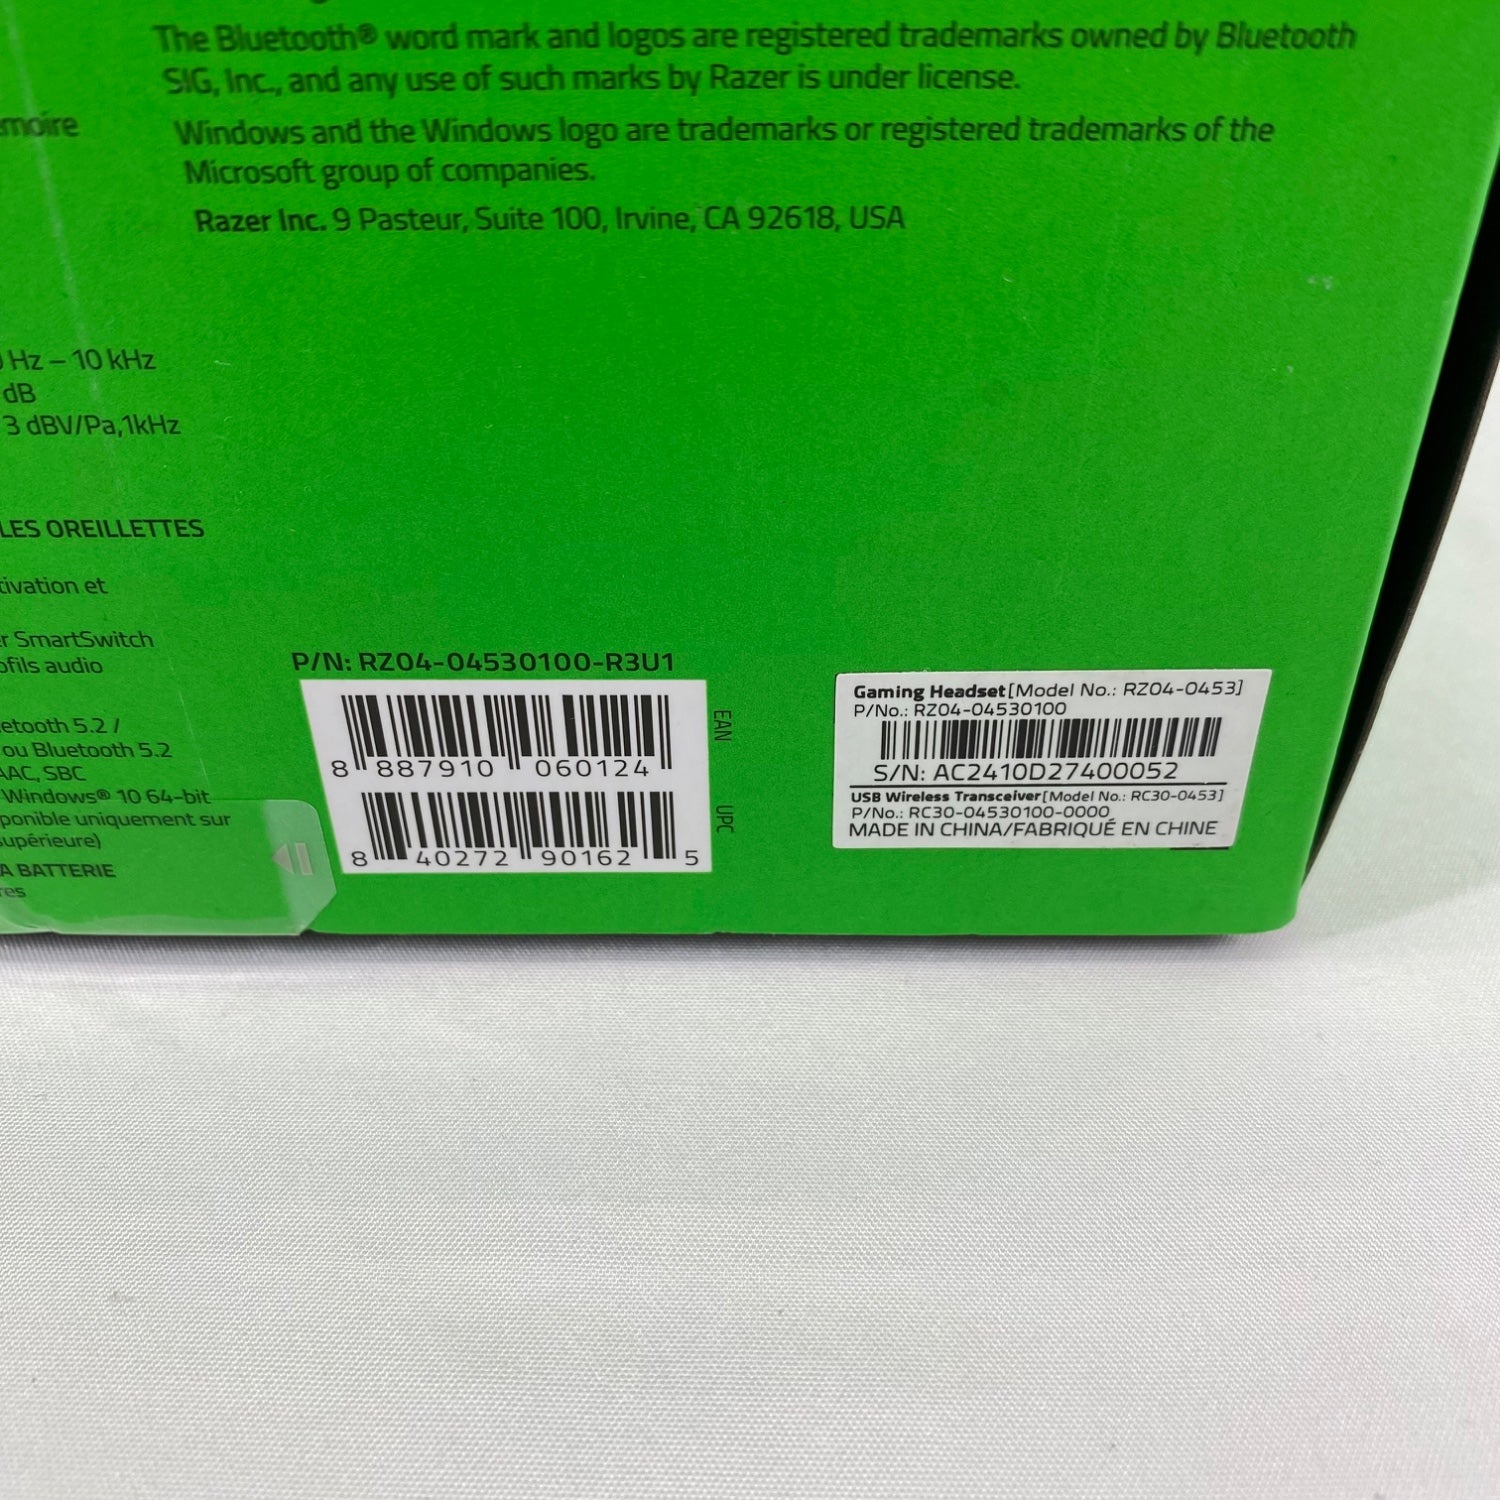 The Bluetooth® word mark and logos are registered trademarks owned by Bluetooth
SIG, Inc., and any use of such marks by Razer is under license.
Windows and the Windows logo are trademarks or registered trademarks of the
Microsoft group of companies.
Razer Inc. 9 Pasteur, Suite 100, Irvine, CA 92618, USA
moire
Hz – 10 kHz
dB
3 dBV/Pa,1kHz
LES OREILLETTES
tivation et
r SmartSwitch
ofils audio
etooth 5.2 /
ou Bluetooth 5.2
AAC, SBC
Windows® 10 64-bit
ponible uniquement sur
supérieure)
A BATTERIE
res
P/N: RZ04-04530100-R3U1
8 887910 060124
EAN
8 40272 90162 5
UPC
Gaming Headset[Model No.: RZ04-0453]
P/No.: RZ04-04530100
S/N: AC2410D27400052
USB Wireless Transceiver[Model No.: RC30-0453]
P/No.: RC30-04530100-0000
MADE IN CHINA/FABRIQUÉ EN CHINE